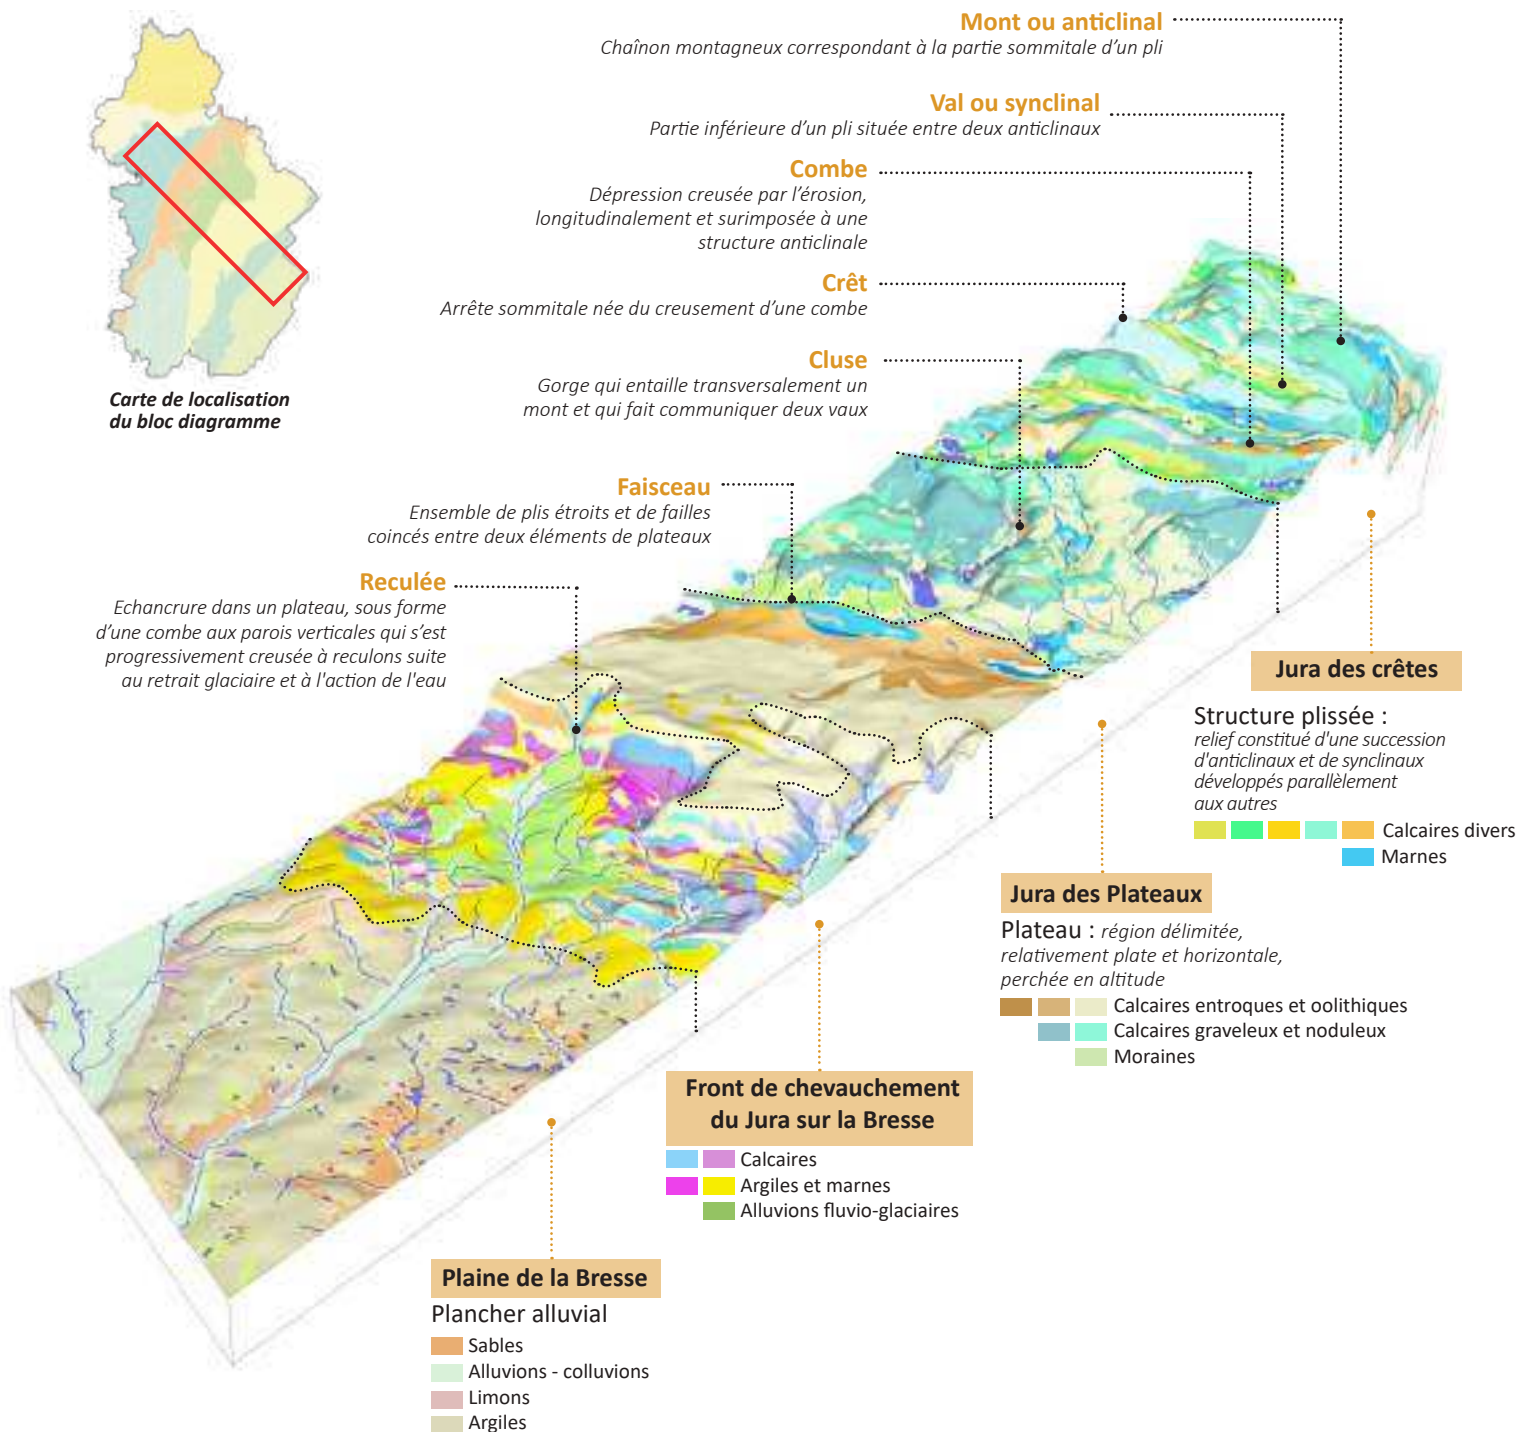 Mont ou anticlinal
Chaînon montagneux correspondant à la partie sommitale d'un pli
Val ou synclinal
Partie inférieure d'un pli située entre deux anticlinaux
Combe
Dépression creusée par l'érosion,
longitudinalement et surimposée à une
structure anticlinale
Crêt
Arrête sommitale née du creusement d'une combe
Cluse
Gorge qui entaille transversalement un
mont et qui fait communiquer deux vaux
Carte de localisation
du bloc diagramme
Faisceau
Ensemble de plis étroits et de failles
coincés entre deux éléments de plateaux
Reculée
Echancrure dans un plateau, sous forme
d'une combe aux parois verticales qui s'est
progressivement creusée à reculons suite
au retrait glaciaire et à l'action de l'eau
Jura des crêtes
Structure plissée :
relief constitué d'une succession
d'anticlinaux et de synclinaux
développés parallèlement
aux autres
Calcaires divers
Marnes
Jura des Plateaux
Plateau : région délimitée,
relativement plate et horizontale,
perchée en altitude
Calcaires entroques et oolithiques
Calcaires graveleux et noduleux
Moraines
Front de chevauchement
du Jura sur la Bresse
Calcaires
Argiles et marnes
Alluvions fluvio-glaciaires
Plaine de la Bresse
Plancher alluvial
Sables
Alluvions - colluvions
Limons
Argiles